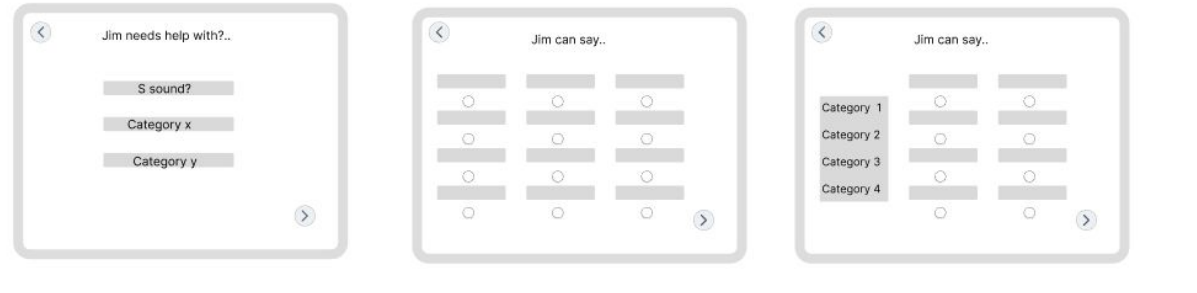 Jim needs help with?..
S sound?
Category x
Category y
Jim can say..
Jim can say..
Category 1
Category 2
Category 3
Category 4